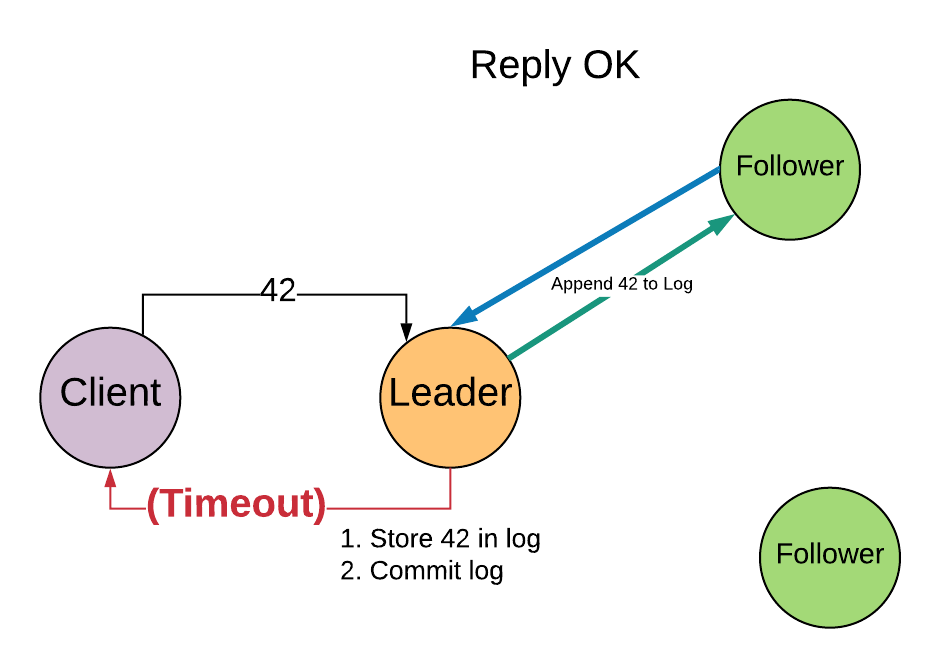 Reply OK
Follower
Append 42 to Log
42
Client
Leader
(Timeout)
1. Store 42 in log
2. Commit log
Follower